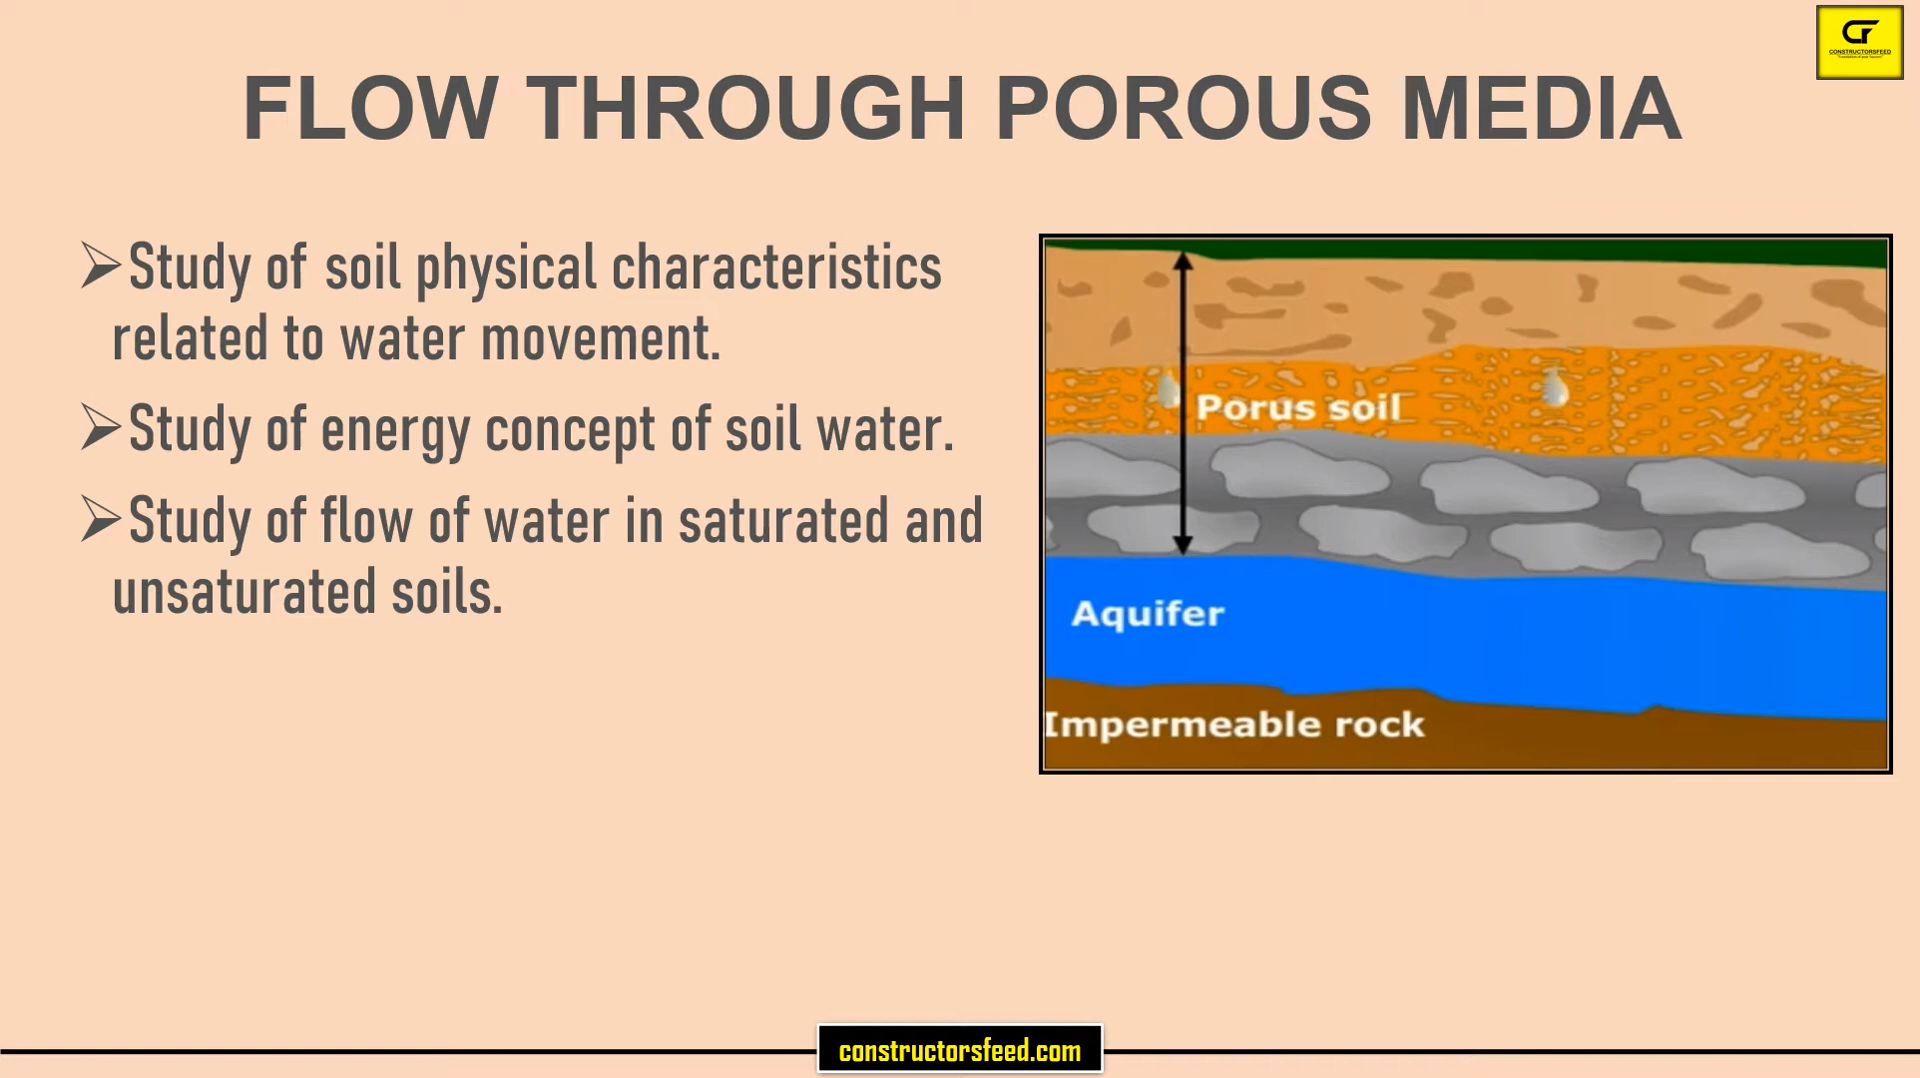 CF
CONSTRUCTORSFEED
FLOW THROUGH POROUS MEDIA
➢Study of soil physical characteristics
related to water movement.
➢Study of energy concept of soil water.
➢Study of flow of water in saturated and
unsaturated soils.
Porus soil
Aquifer
Impermeable rock
constructorsfeed.com